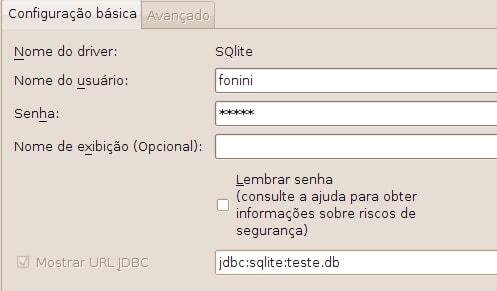 Configuração básica Avançado
Nome do driver: SQlite
Nome do usuário: fonini
Senha: *****
Nome de exibição (Opcional):
Lembrar senha
(consulte a ajuda para obter
informações sobre riscos de
segurança)
Mostrar URL JDBC jdbc:sqlite:teste.db